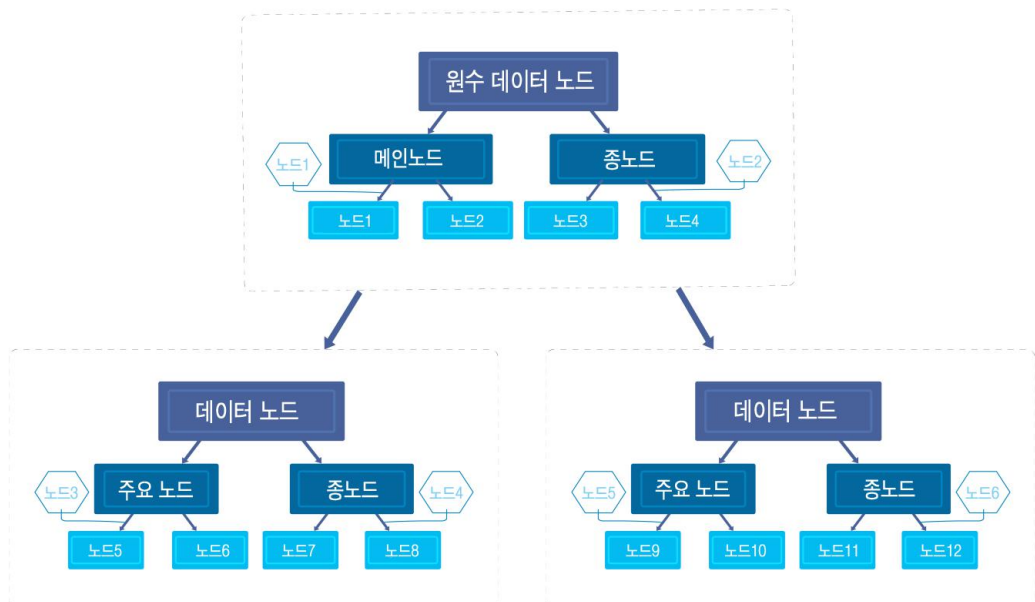 원수 데이터 노드
메인노드
종노드
노드1
노드2
노드1
노드2
노드3
노드4
데이터 노드
데이터 노드
주요 노드
종노드
주요 노드
종노드
노드3
노드4
노드5
노드6
노드5
노드6
노드7
노드8
노드9
노드10
노드11
노드12